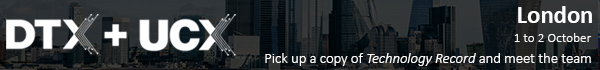 DTX + UCX
London
1 to 2 October
Pick up a copy of Technology Record and meet the team